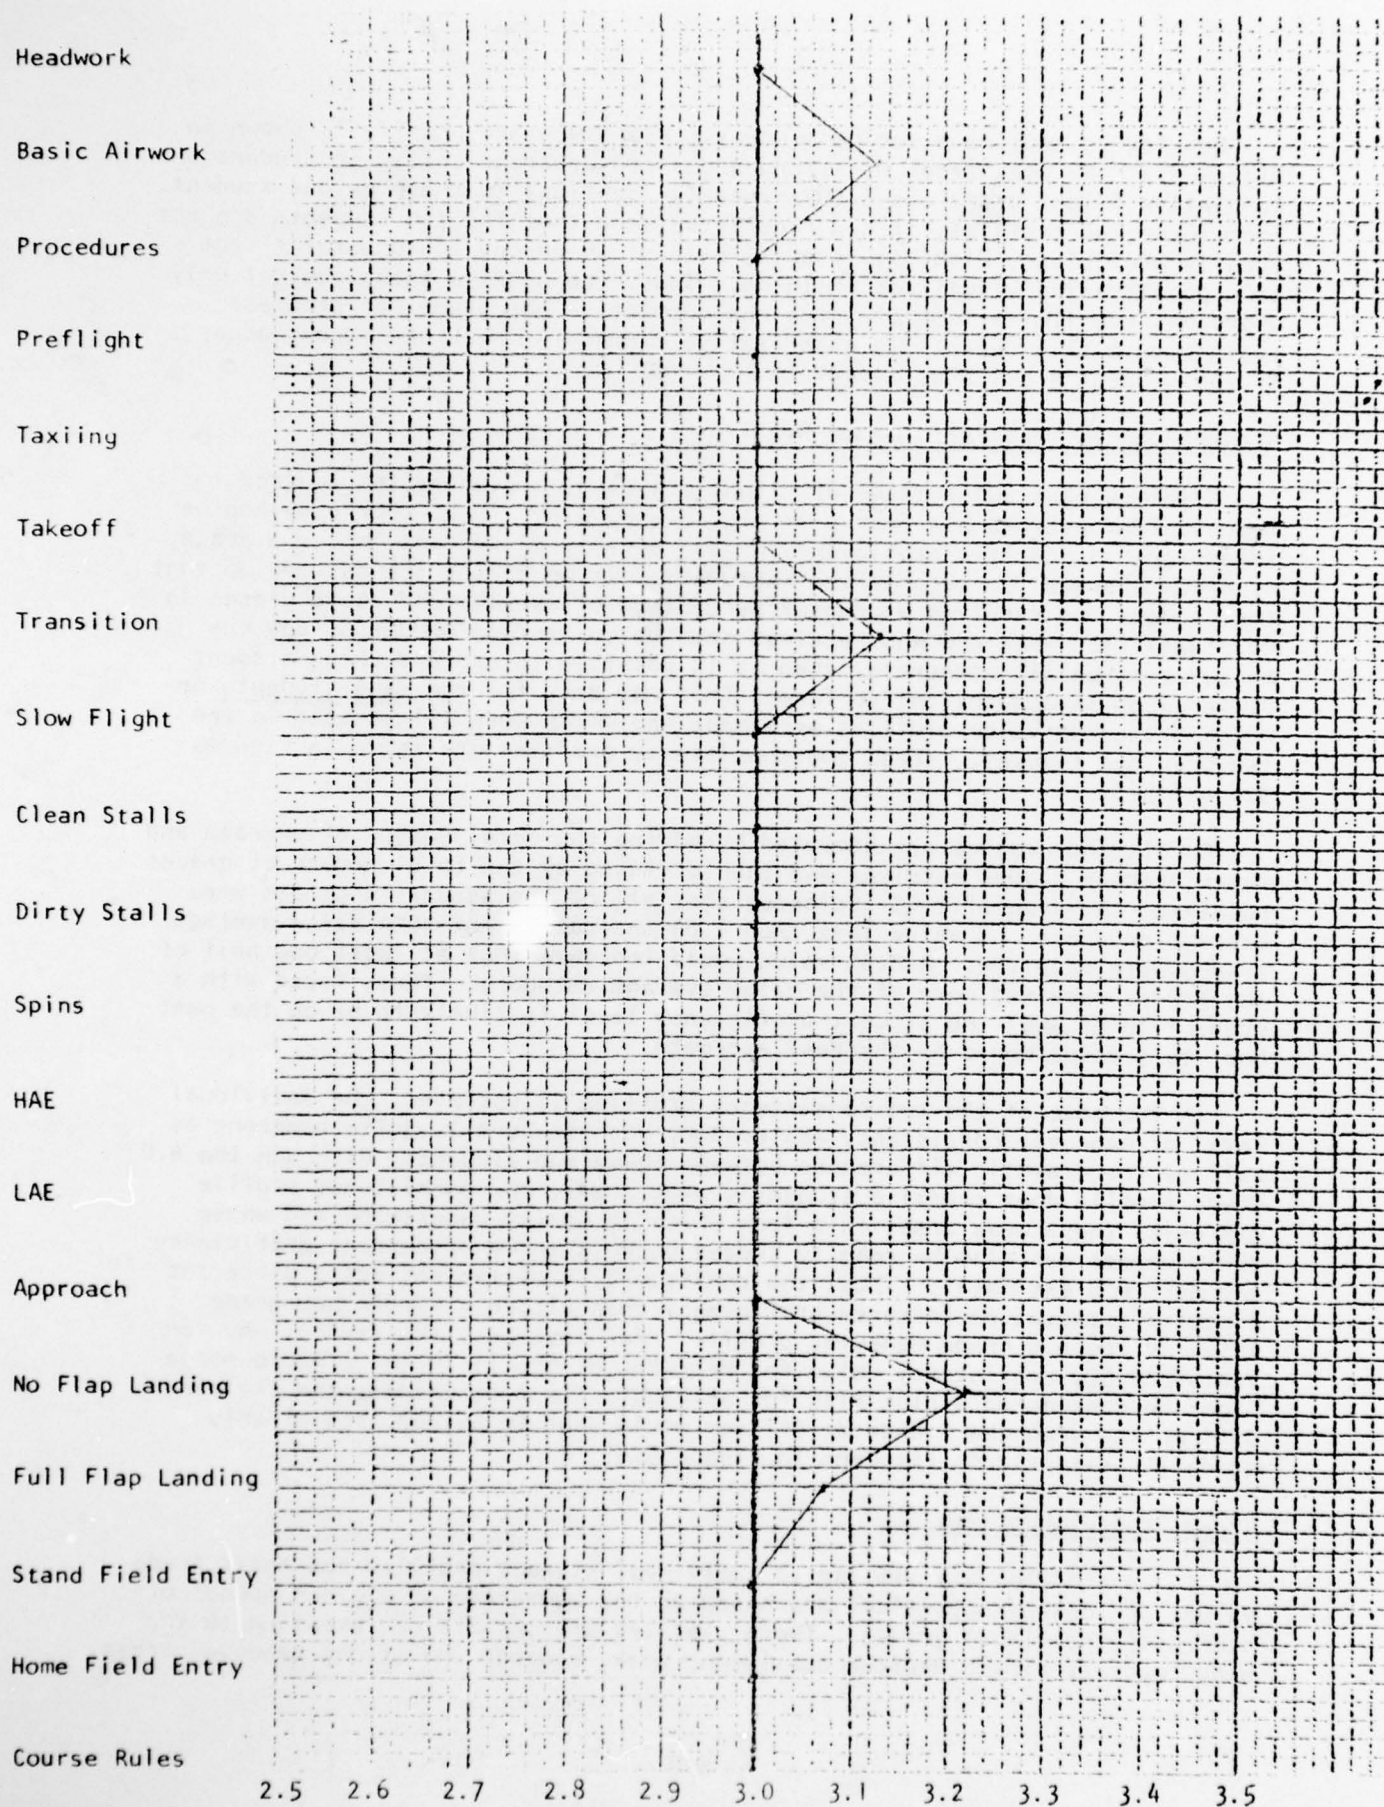 Headwork
Basic Airwork
Procedures
Preflight
Taxiing
Takeoff
Transition
Slow Flight
Clean Stalls
Dirty Stalls
Spins
HAE
LAE
Approach
No Flap Landing
Full Flap Landing
Stand Field Entry
Home Field Entry
Course Rules
2.5 2.6 2.7 2.8 2.9 3.0 3.1 3.2 3.3 3.4 3.5